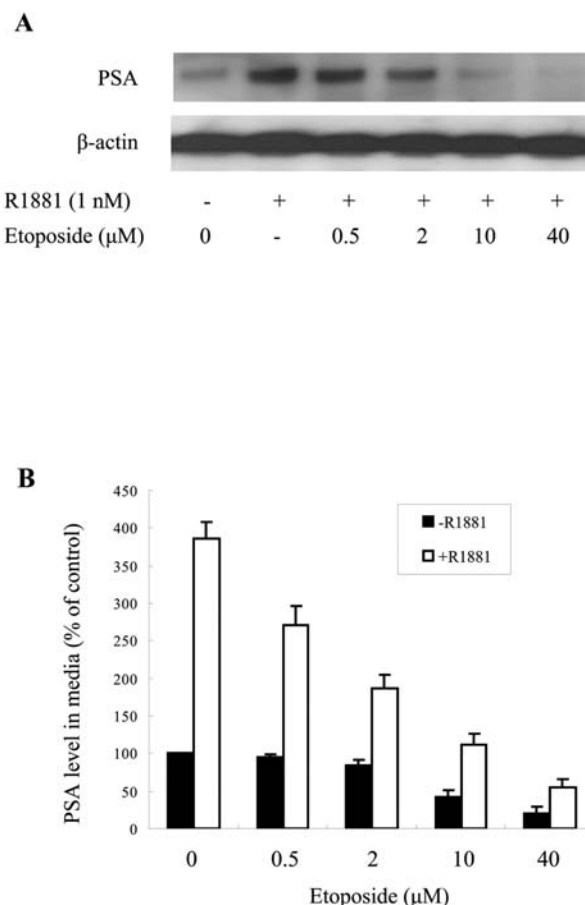 A
PSA
β-actin
R1881 (1 nM) - + + + + +
Etoposide (μM) 0 - 0.5 2 10 40
B
PSA level in media (% of control)
450
400
350
300
250
200
150
100
50
0
-R1881
+R1881
0 0.5 2 10 40
Etoposide (μM)